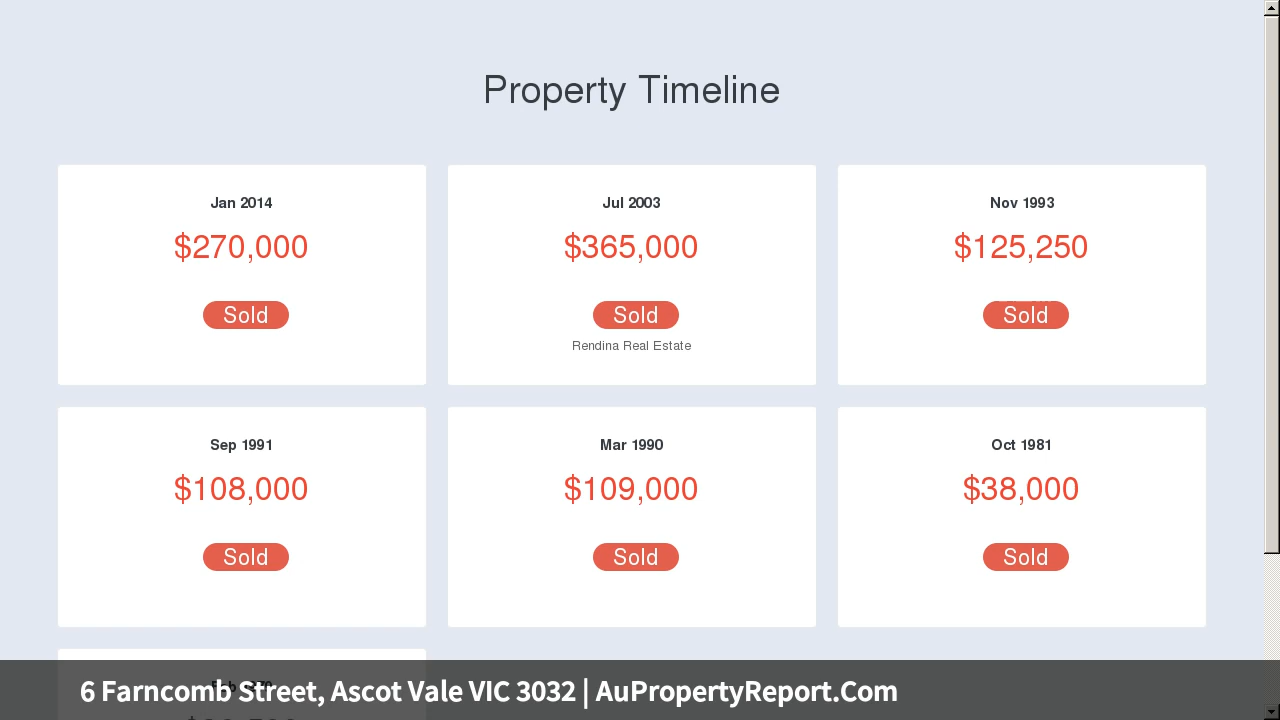 Property Timeline
Jan 2014
$270,000
Sold
Jul 2003
$365,000
Sold
Rendina Real Estate
Nov 1993
$125,250
Sold
Sep 1991
$108,000
Sold
Mar 1990
$109,000
Sold
Oct 1981
$38,000
Sold
6 Farncomb Street, Ascot Vale VIC 3032 | AuPropertyReport.Com